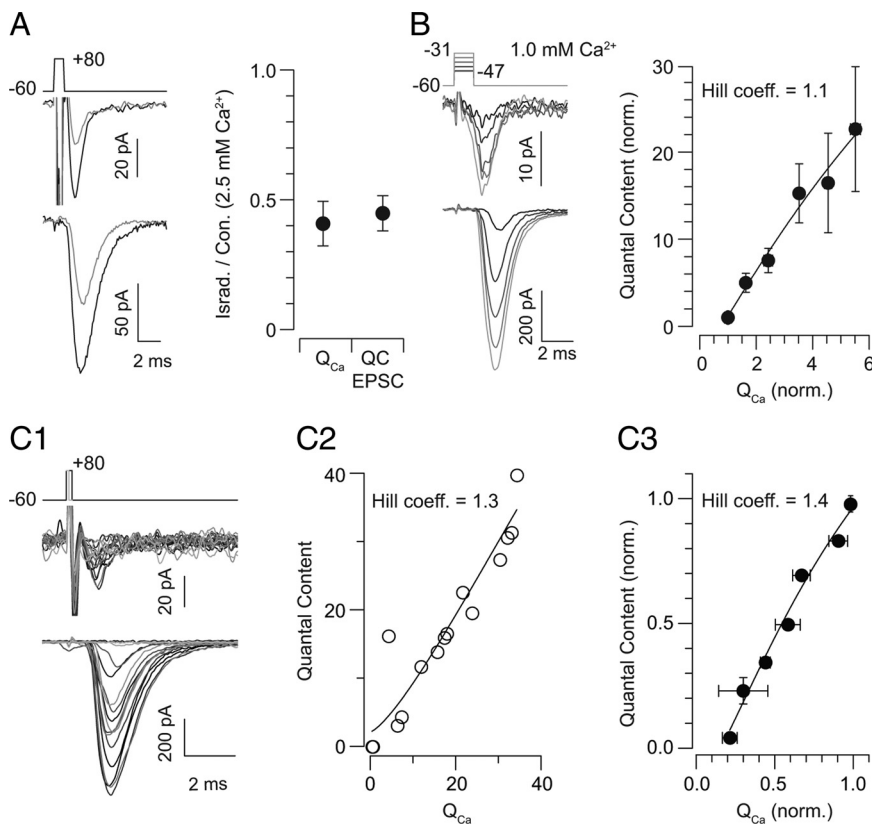 A
+80
-60
20 pA
50 pA
2 ms
Israd. / Con. (2.5 mM Ca²⁺)
1.0
0.5
0
Q_Ca
QC
EPSC
B
-31
1.0 mM Ca²⁺
-47
-60
10 pA
200 pA
2 ms
Quantal Content (norm.)
30
20
10
0
Hill coeff. = 1.1
0
2
4
6
Q_Ca (norm.)
C1
+80
-60
20 pA
200 pA
2 ms
C2
Quantal Content
40
20
0
Hill coeff. = 1.3
0
20
40
Q_Ca
C3
Quantal Content (norm.)
1.0
0.5
0.0
Hill coeff. = 1.4
0.0
0.5
1.0
Q_Ca (norm.)